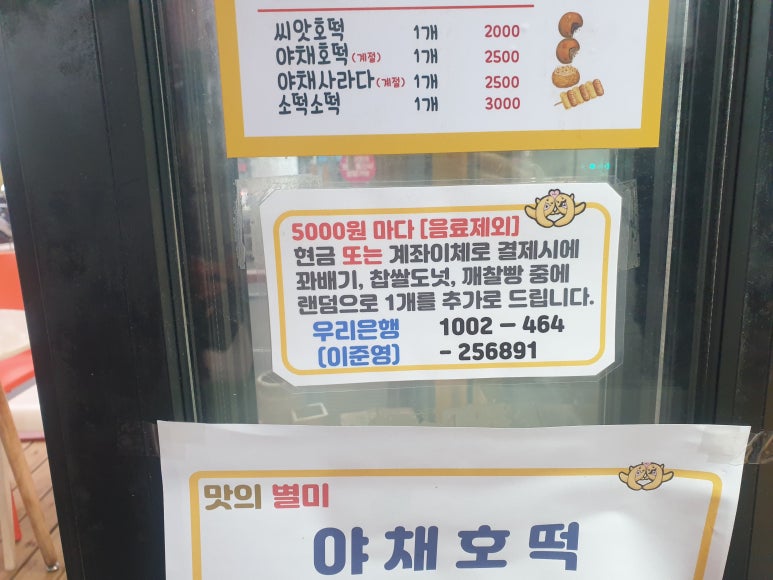 씨앗호떡 1개 2000
야채호떡(계절) 1개 2500
야채사라다(계절) 1개 2500
소떡소떡 1개 3000
5000원 마다 [음료제외]
현금 또는 계좌이체로 결제시에
꽈배기, 찹쌀도넛, 깨찰빵 중에
랜덤으로 1개를 추가로 드립니다.
우리은행 1002 – 464
(이준영) - 256891
맛의 별미
야채호떡